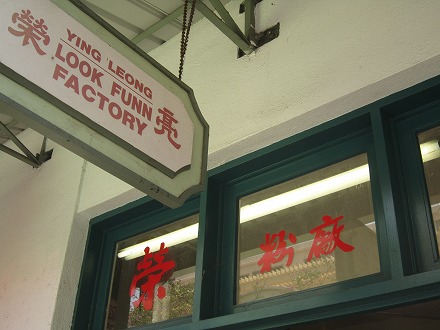 榮
YING LEONG
LOOK FUNN
FACTORY
亮
榮
粉廠